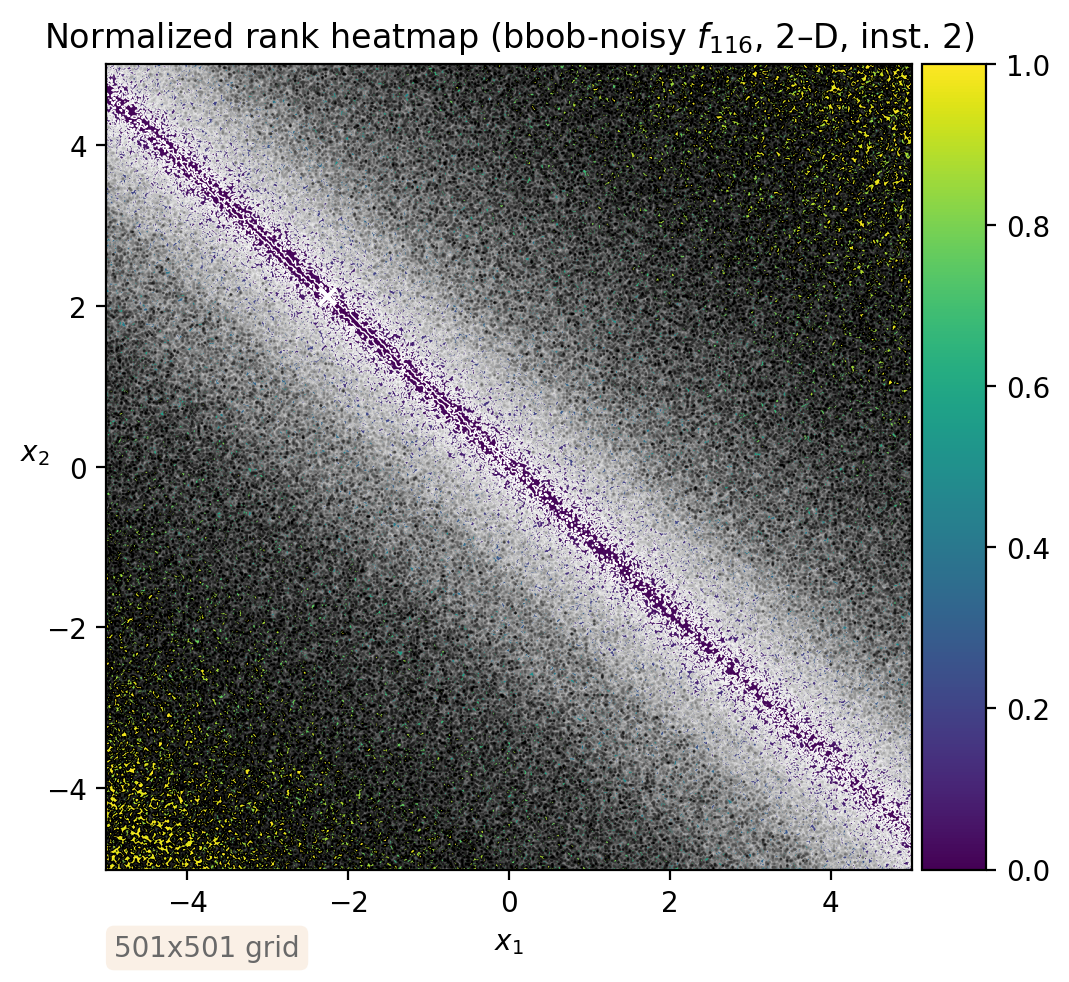 Normalized rank heatmap (bbob-noisy f₁₁₆, 2–D, inst. 2)
1.0
4
0.8
2
0.6
x₂
0
0.4
−2
0.2
−4
0.0
−4 −2 0 2 4
x₁
501x501 grid